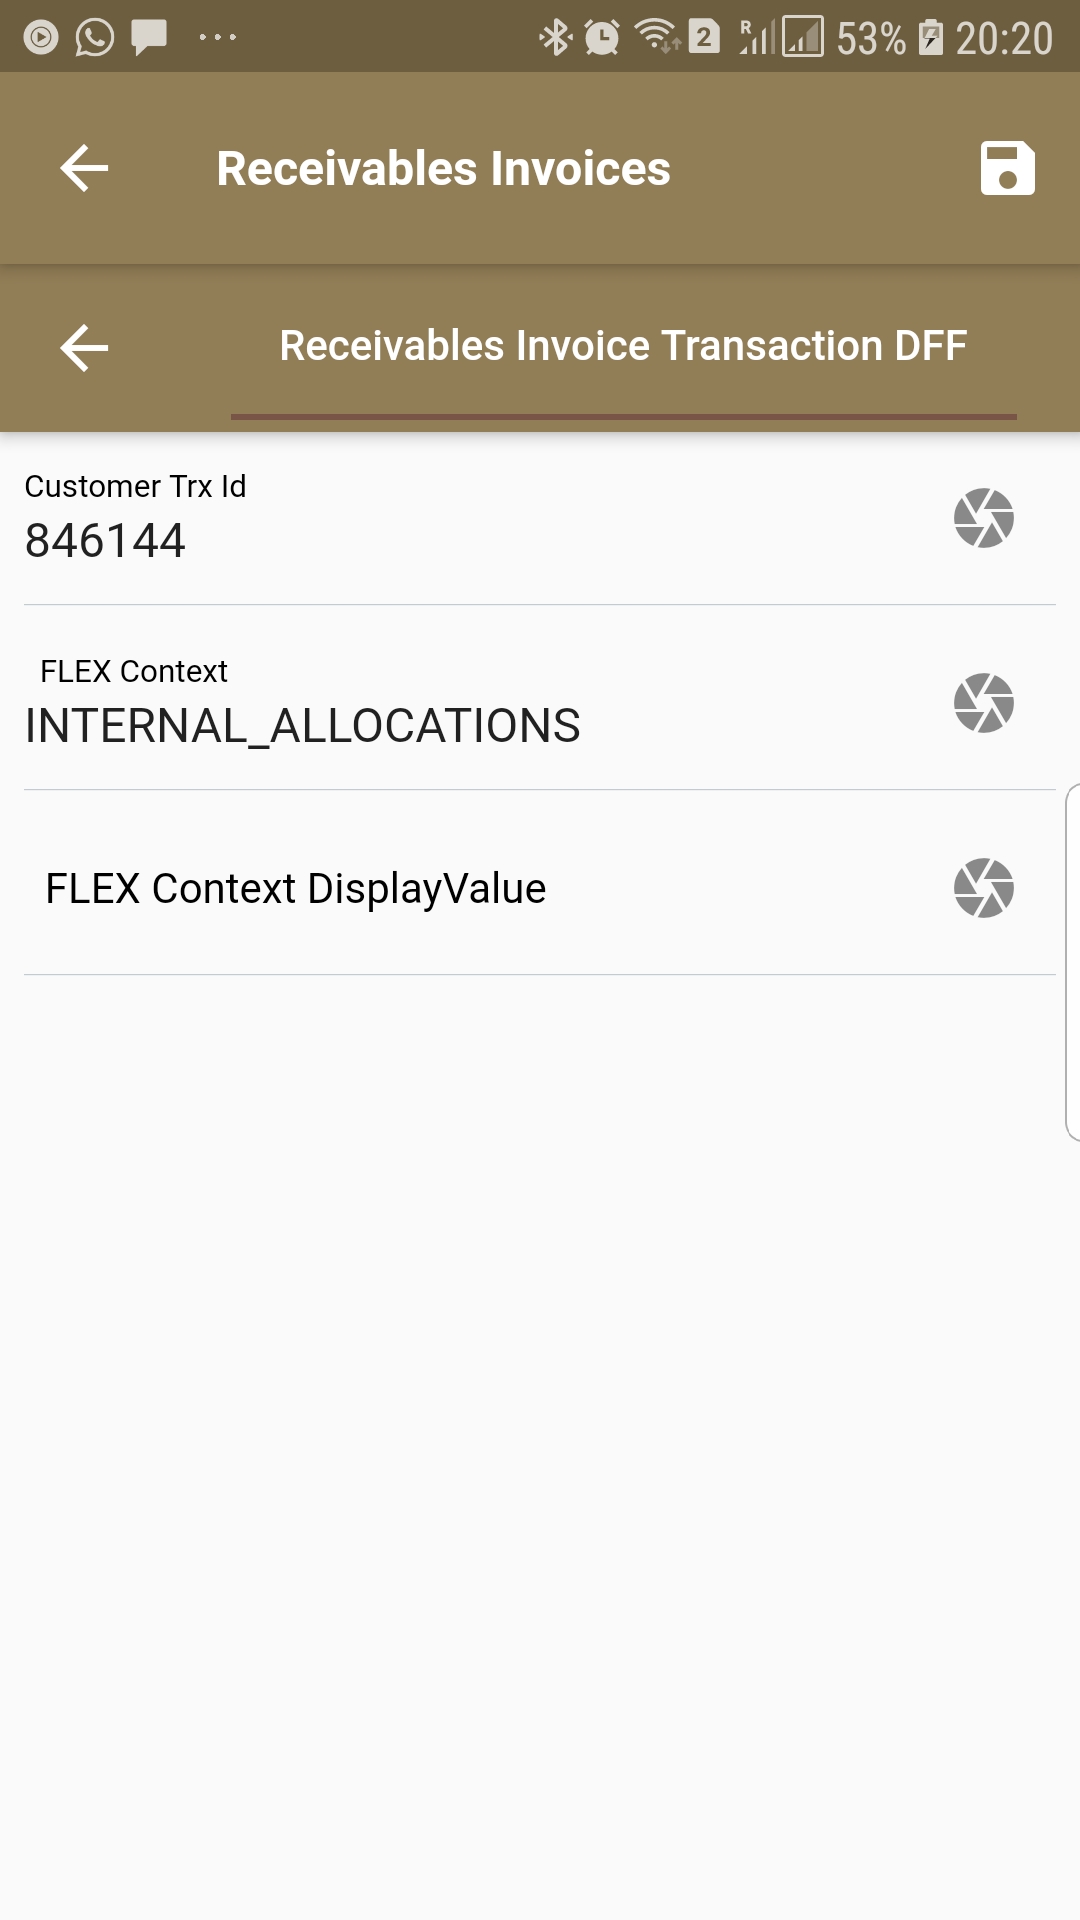 53% 20:20
Receivables Invoices
Receivables Invoice Transaction DFF
Customer Trx Id
846144
FLEX Context
INTERNAL_ALLOCATIONS
FLEX Context DisplayValue